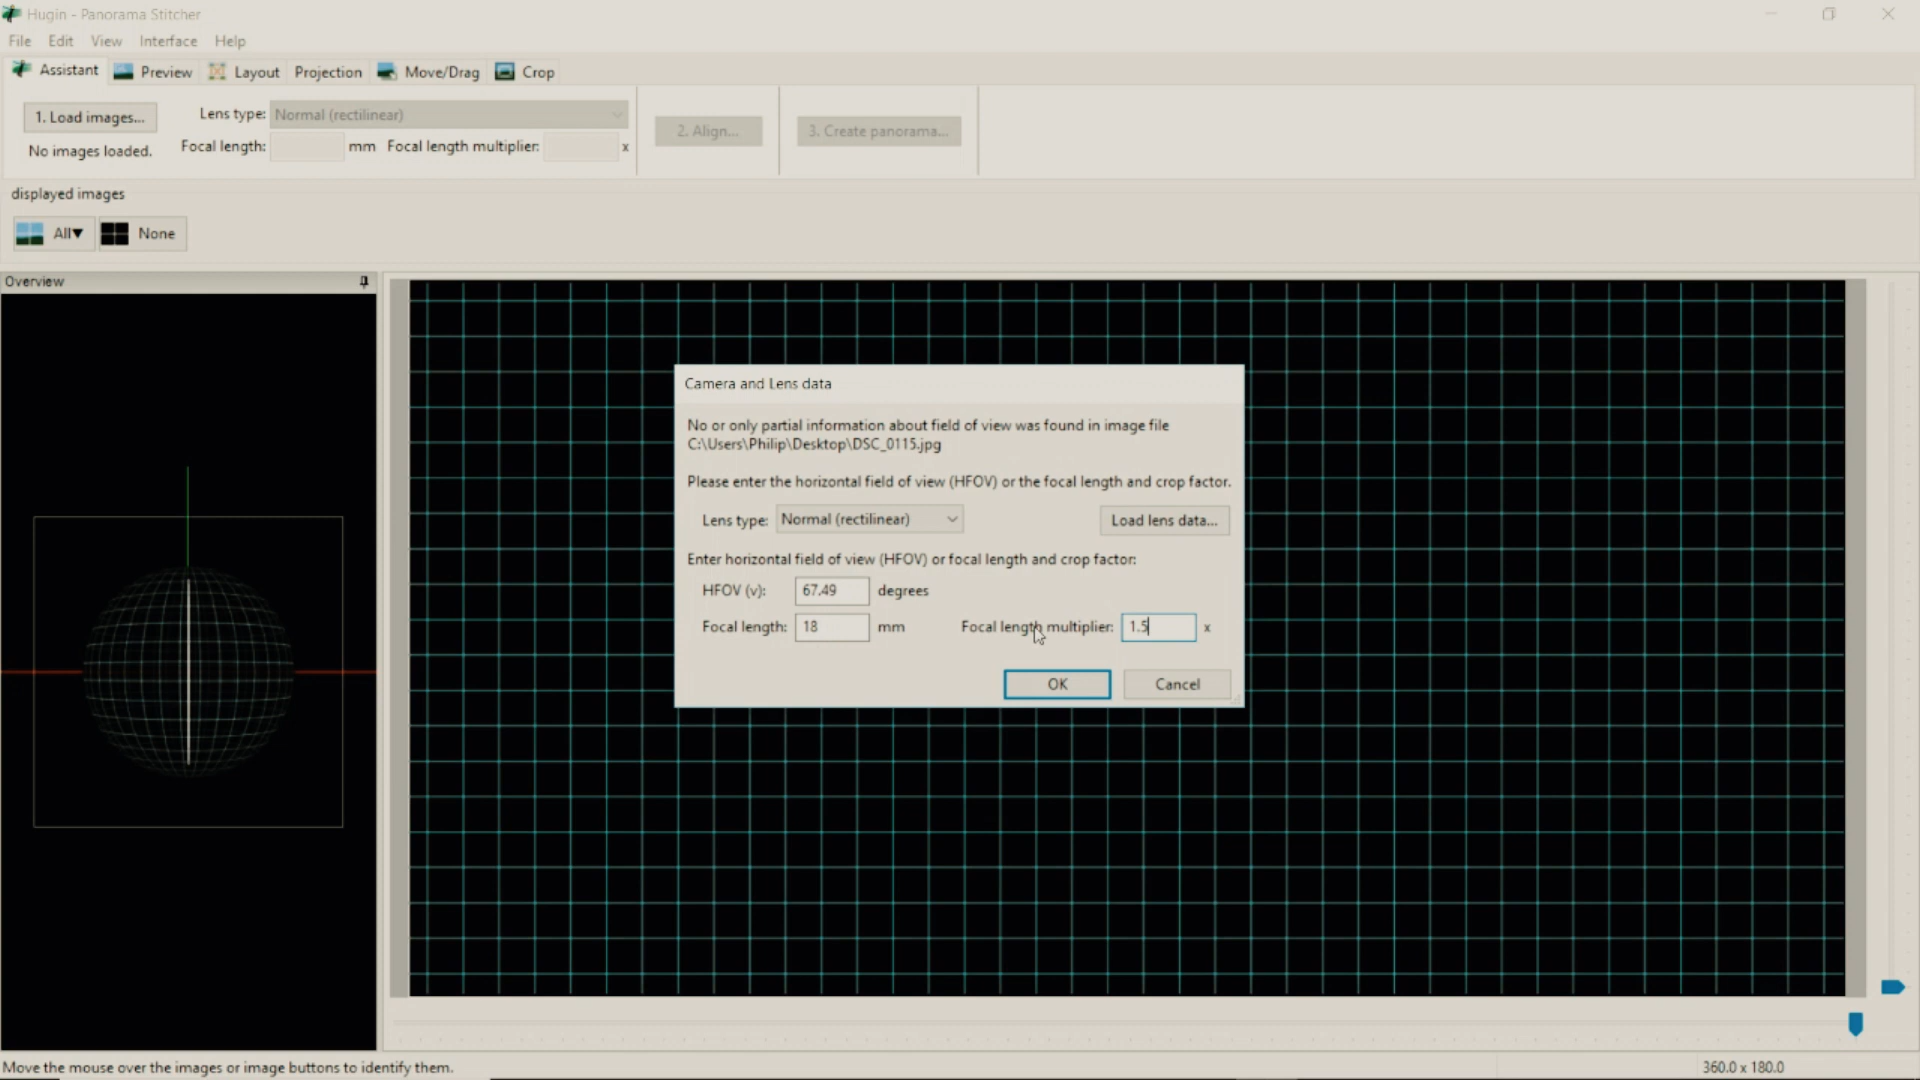 Hugin - Panorama Stitcher
File Edit View Interface Help
Assistant Preview Layout Projection Move/Drag Crop
1. Load images... Lens type: Normal (rectilinear) 2. Align... 3. Create panorama...
No images loaded. Focal length: mm Focal length multiplier: x
displayed images
All▼ None
Overview
Camera and Lens data
No or only partial information about field of view was found in image file
C:\Users\Philip\Desktop\DSC_0115.jpg
Please enter the horizontal field of view (HFOV) or the focal length and crop factor.
Lens type: Normal (rectilinear) Load lens data...
Enter horizontal field of view (HFOV) or focal length and crop factor:
HFOV (v): 67.49 degrees
Focal length: 18 mm Focal length multiplier: 1.5 x
OK Cancel
Move the mouse over the images or image buttons to identify them. 360.0 x 180.0